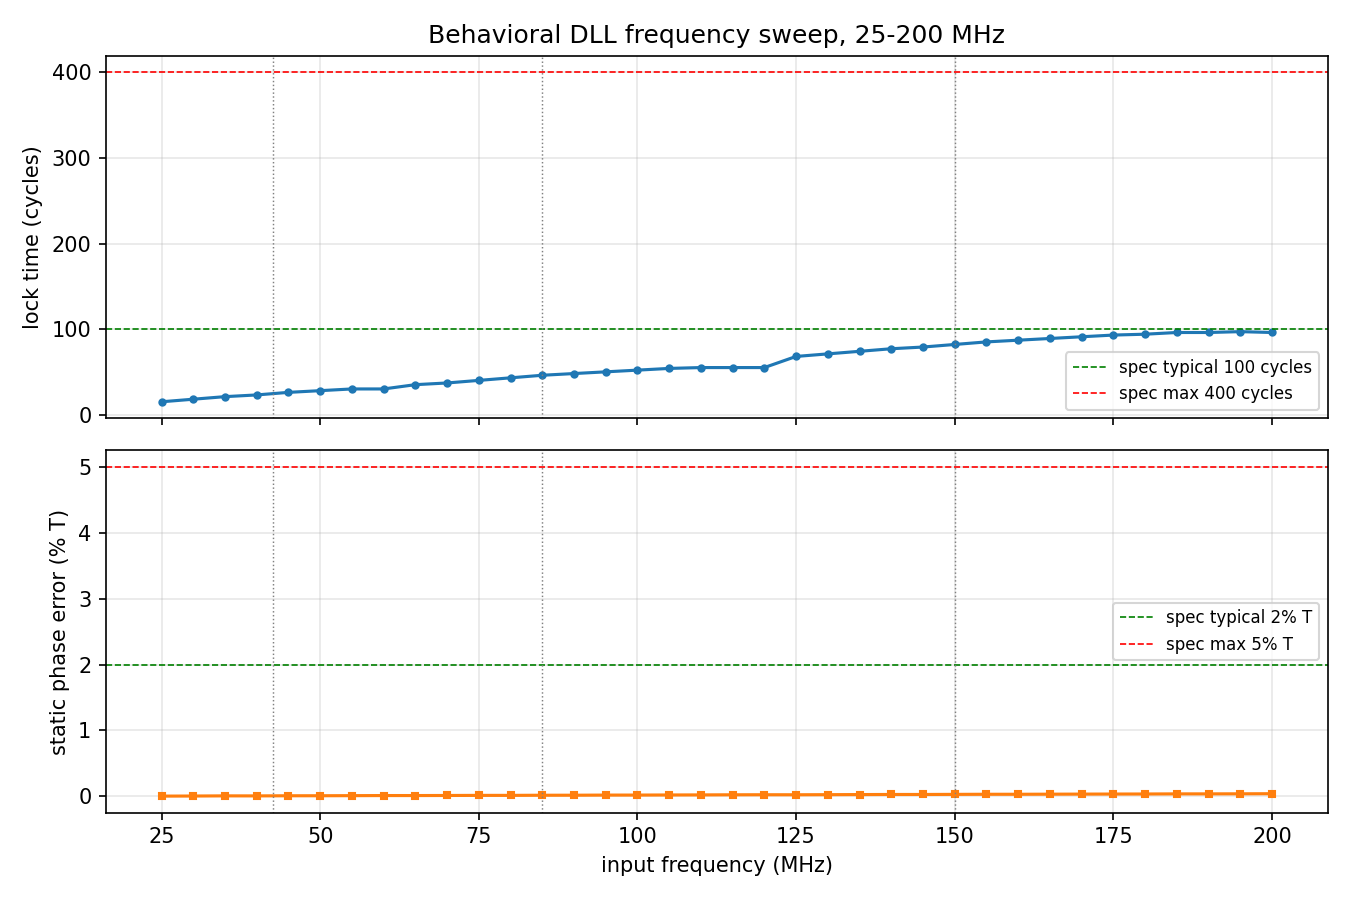 Behavioral DLL frequency sweep, 25-200 MHz
lock time (cycles)
400
300
200
100
0
spec typical 100 cycles
spec max 400 cycles
static phase error (% T)
5
4
3
2
1
0
spec typical 2% T
spec max 5% T
25 50 75 100 125 150 175 200
input frequency (MHz)